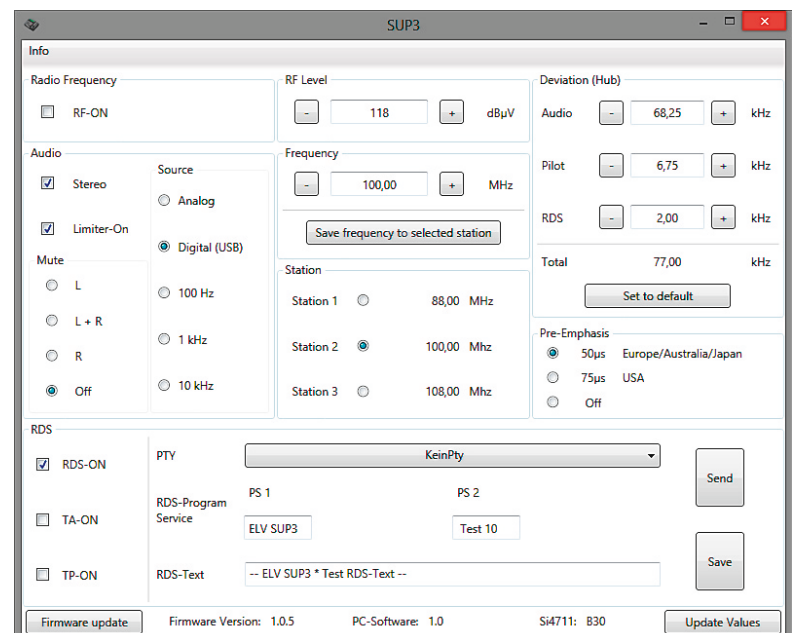 SUP3
Info
Radio Frequency
RF-ON
RF Level
- 118 + dBµV
Deviation (Hub)
Audio - 68,25 + kHz
Pilot - 6,75 + kHz
RDS - 2,00 + kHz
Total 77,00 kHz
Set to default
Audio
Stereo
Limiter-On
Mute
L
L + R
R
Off
Source
Analog
Digital (USB)
100 Hz
1 kHz
10 kHz
Frequency
- 100,00 + MHz
Save frequency to selected station
Station
Station 1 88,00 MHz
Station 2 100,00 Mhz
Station 3 108,00 Mhz
Pre-Emphasis
50µs Europe/Australia/Japan
75µs USA
Off
RDS
RDS-ON
TA-ON
TP-ON
PTY KeinPty
RDS-Program
Service
PS 1 PS 2
ELV SUP3 Test 10
RDS-Text -- ELV SUP3 * Test RDS-Text --
Send
Save
Firmware update Firmware Version: 1.0.5 PC-Software: 1.0 Si4711: B30 Update Values